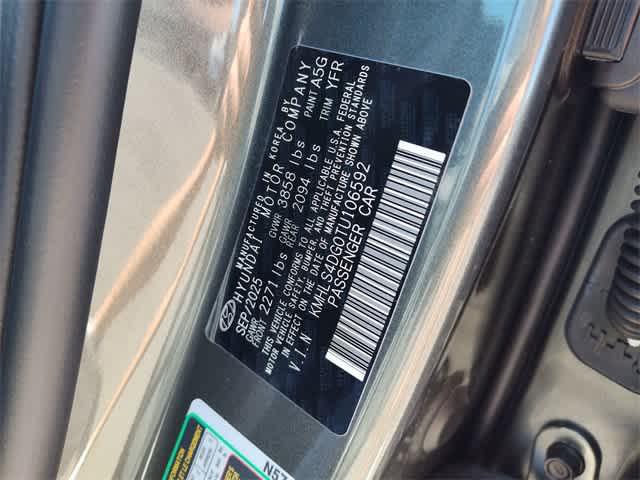 MANUFACTURED IN KOREA BY
HYUNDAI MOTOR COMPANY
SEP/2025 GVWR 3858 lbs PAINT A5G
GAWR FRONT 2271 lbs GAWR REAR 2094 lbs TRIM YFR
THIS VEHICLE CONFORMS TO ALL APPLICABLE U.S.A. FEDERAL
MOTOR VEHICLE SAFETY, BUMPER, AND THEFT PREVENTION STANDARDS
IN EFFECT ON THE DATE OF MANUFACTURE SHOWN ABOVE
V.I.N KMHLS4DG0TU106592
PASSENGER CAR
N57